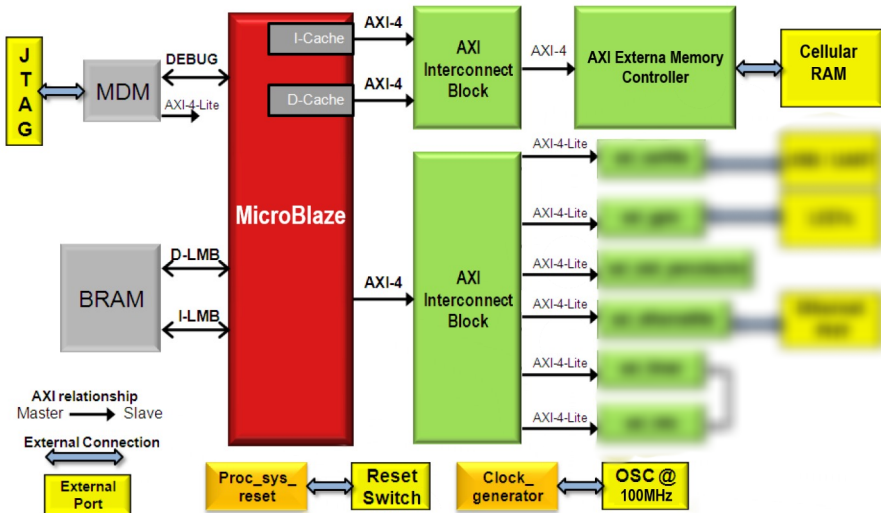 I-Cache
AXI-4
AXI
Interconnect
Block
AXI-4
AXI Externa Memory
Controller
Cellular
RAM
J
T
A
G
MDM
DEBUG
AXI-4-Lite
D-Cache
AXI-4
MicroBlaze
BRAM
D-LMB
I-LMB
AXI-4
AXI
Interconnect
Block
AXI-4-Lite
AXI-4-Lite
AXI-4-Lite
AXI-4-Lite
AXI-4-Lite
AXI-4-Lite
AXI relationship
Master
Slave
External Connection
External
Port
Proc_sys_
reset
Reset
Switch
Clock_
generator
OSC @
100MHz